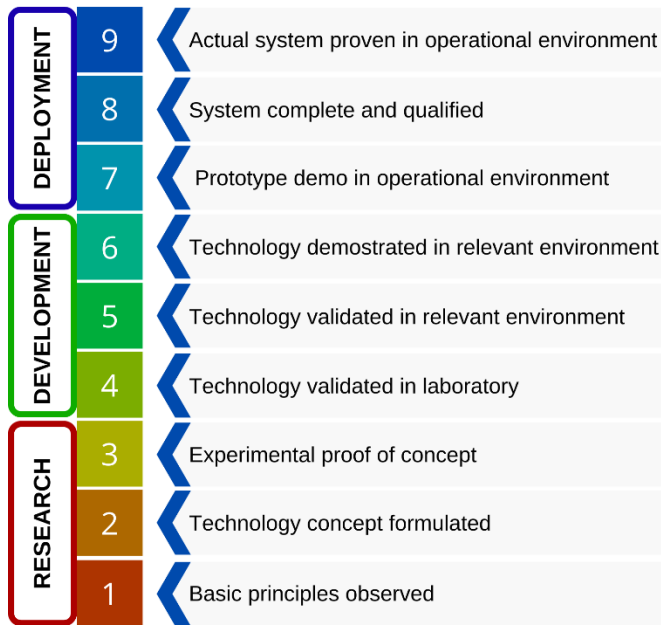 DEPLOYMENT
9 Actual system proven in operational environment
8 System complete and qualified
7 Prototype demo in operational environment
DEVELOPMENT
6 Technology demostrated in relevant environment
5 Technology validated in relevant environment
4 Technology validated in laboratory
RESEARCH
3 Experimental proof of concept
2 Technology concept formulated
1 Basic principles observed